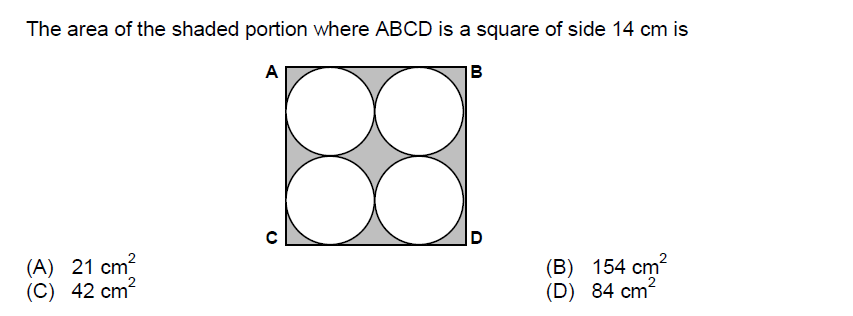 The area of the shaded portion where ABCD is a square of side 14 cm is
A B
C D
(A) 21 cm² (B) 154 cm²
(C) 42 cm² (D) 84 cm²